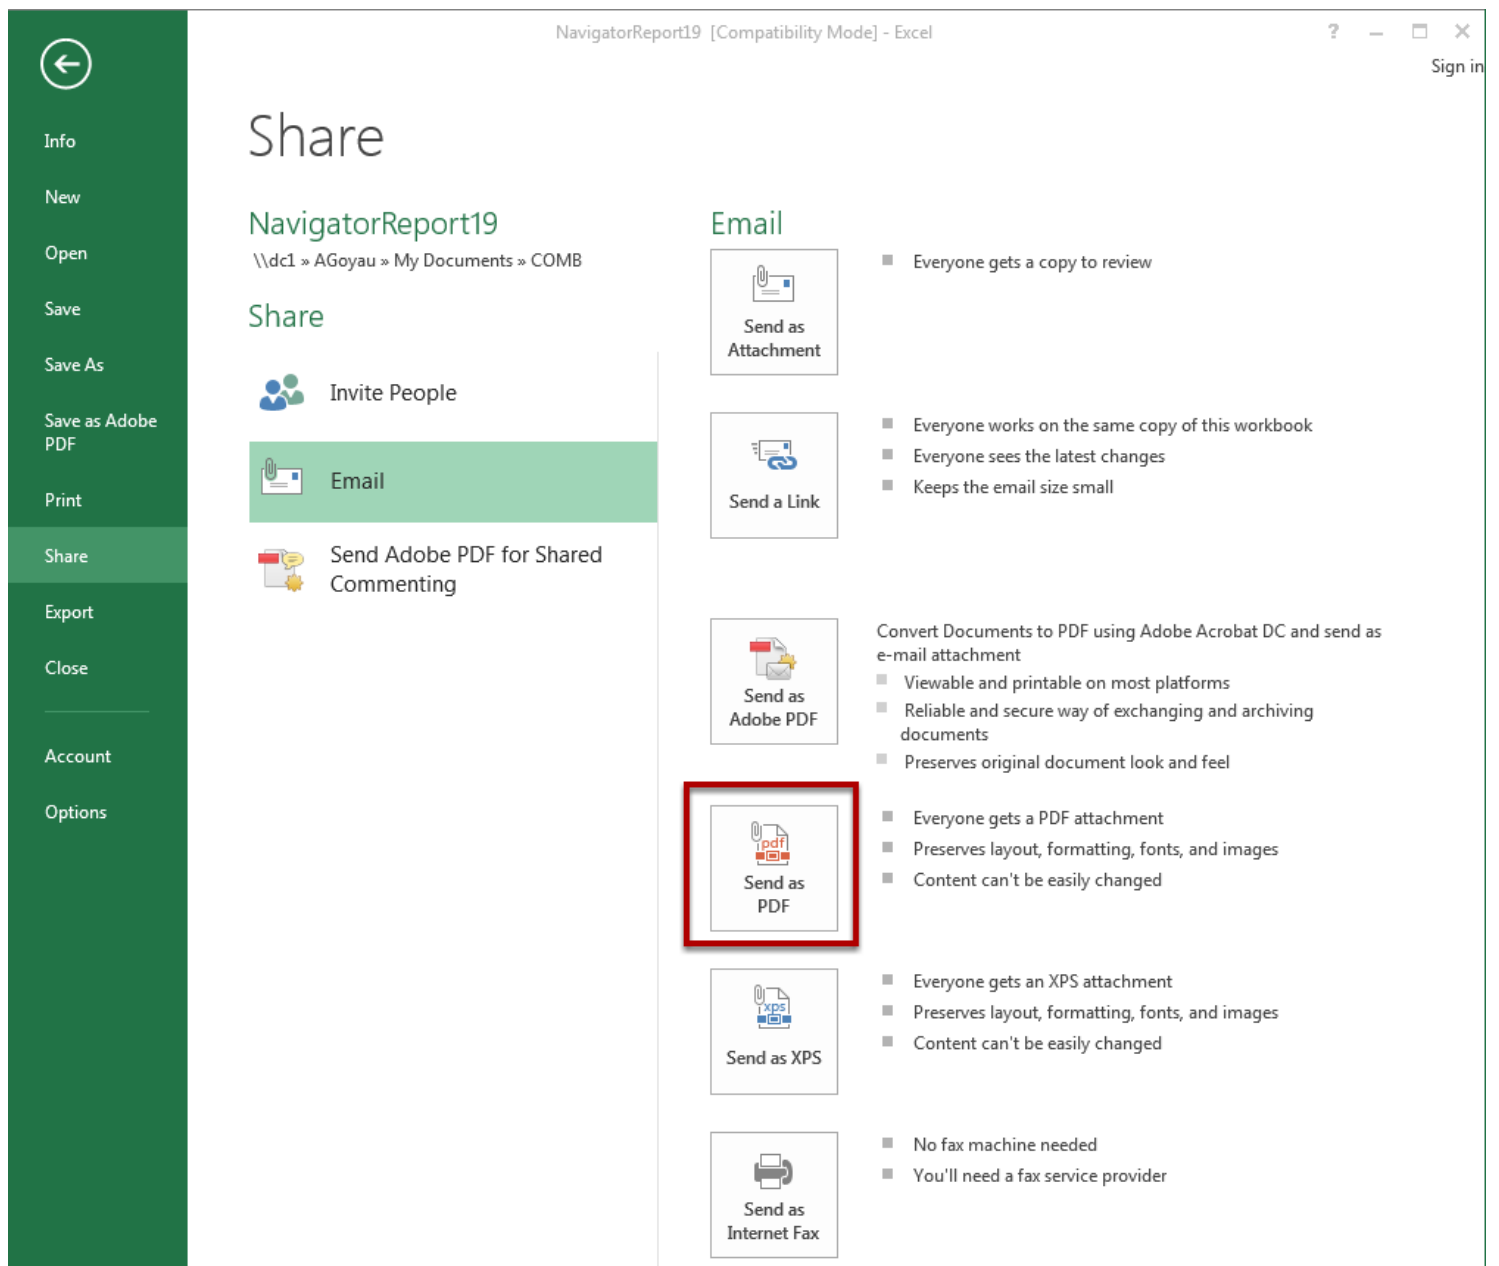 NavigatorReport19 [Compatibility Mode] - Excel
?
Sign in
Info
New
Open
Save
Save As
Save as Adobe
PDF
Print
Share
Export
Close
Account
Options
Share
NavigatorReport19
\\dc1 » AGoyau » My Documents » COMB
Share
Invite People
Email
Send Adobe PDF for Shared
Commenting
Email
Send as
Attachment
Everyone gets a copy to review
Send a Link
Everyone works on the same copy of this workbook
Everyone sees the latest changes
Keeps the email size small
Send as
Adobe PDF
Convert Documents to PDF using Adobe Acrobat DC and send as
e-mail attachment
Viewable and printable on most platforms
Reliable and secure way of exchanging and archiving
documents
Preserves original document look and feel
pdf
Send as
PDF
Everyone gets a PDF attachment
Preserves layout, formatting, fonts, and images
Content can't be easily changed
xps
Send as XPS
Everyone gets an XPS attachment
Preserves layout, formatting, fonts, and images
Content can't be easily changed
Send as
Internet Fax
No fax machine needed
You'll need a fax service provider